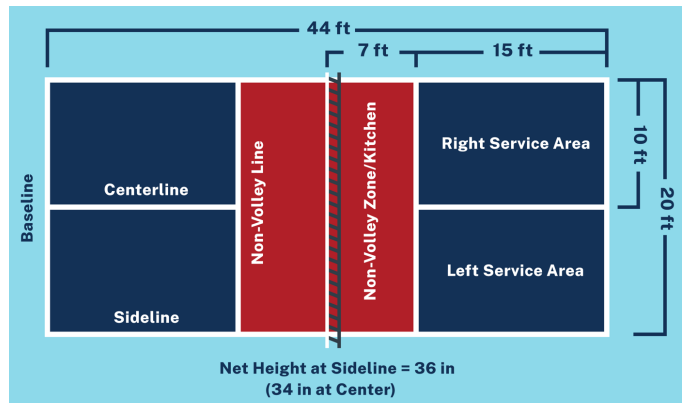 44 ft
7 ft
15 ft
Baseline
Centerline
Sideline
Non-Volley Line
Non-Volley Zone/Kitchen
Right Service Area
Left Service Area
10 ft
20 ft
Net Height at Sideline = 36 in
(34 in at Center)